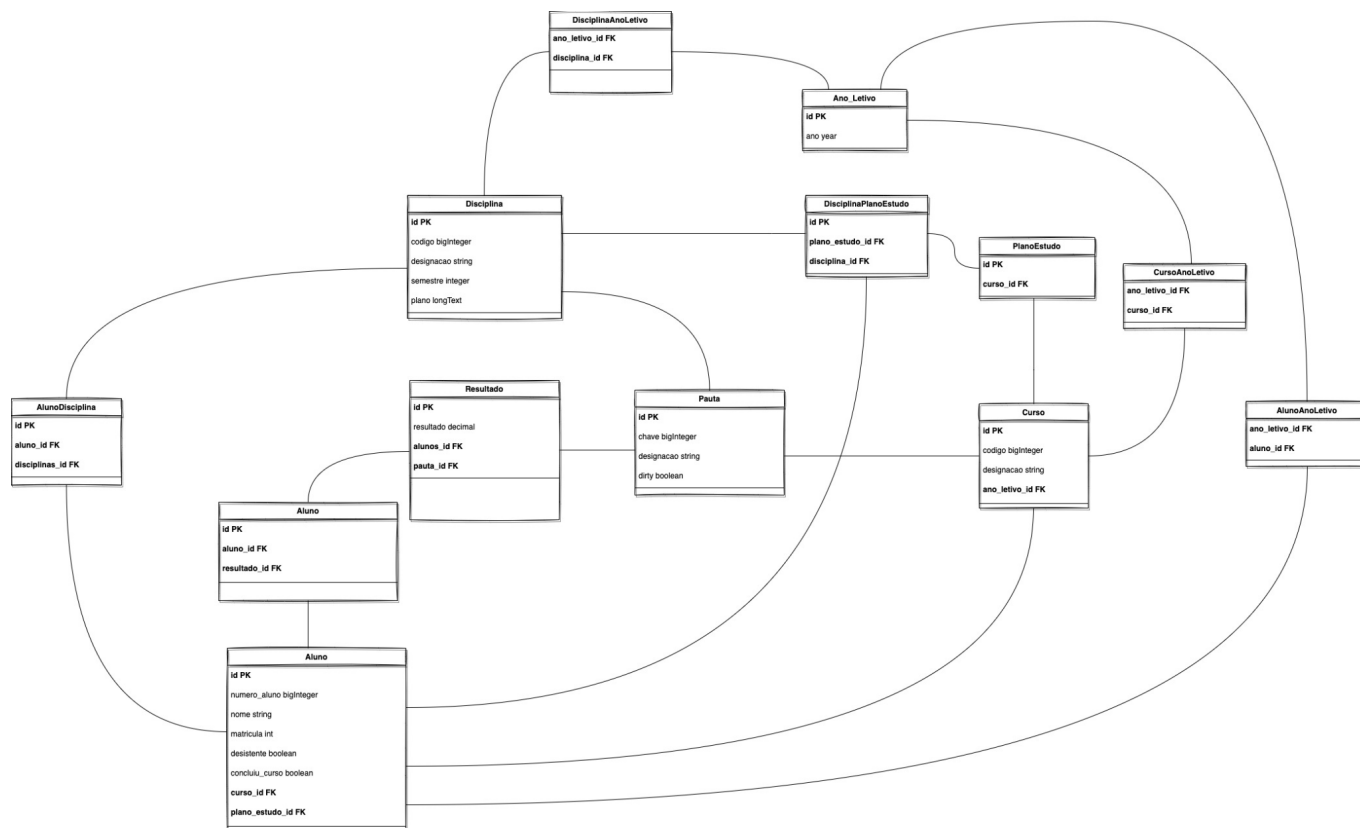 DisciplinaAnoLetivo
ano_letivo_id FK
disciplina_id FK
Ano_Letivo
id PK
ano year
Disciplina
id PK
codigo bigInteger
designacao string
semestre integer
plano longText
DisciplinaPlanoEstudo
id PK
plano_estudo_id FK
disciplina_id FK
PlanoEstudo
id PK
curso_id FK
CursoAnoLetivo
ano_letivo_id FK
curso_id FK
AlunoDisciplina
id PK
aluno_id FK
disciplinas_id FK
Resultado
id PK
resultado decimal
alunos_id FK
pauta_id FK
Pauta
id PK
chave bigInteger
designacao string
dirty boolean
Curso
id PK
codigo bigInteger
designacao string
ano_letivo_id FK
AlunoAnoLetivo
ano_letivo_id FK
aluno_id FK
Aluno
id PK
aluno_id FK
resultado_id FK
Aluno
id PK
numero_aluno bigInteger
nome string
matricula int
desistente boolean
concluiu_curso boolean
curso_id FK
plano_estudo_id FK